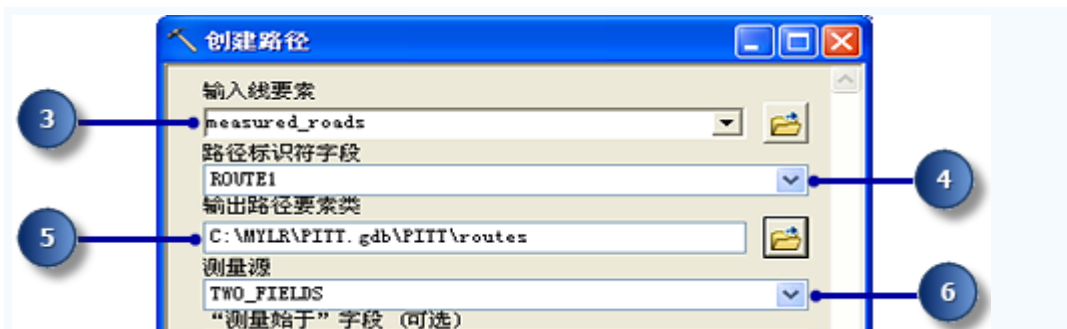 创建路径
输入线要素
3
measured_roads
路径标识符字段
ROUTE1
4
输出路径要素类
5
C:\MYLR\PITT.gdb\PITT\routes
测量源
TWO_FIELDS
6
“测量始于”字段 (可选)